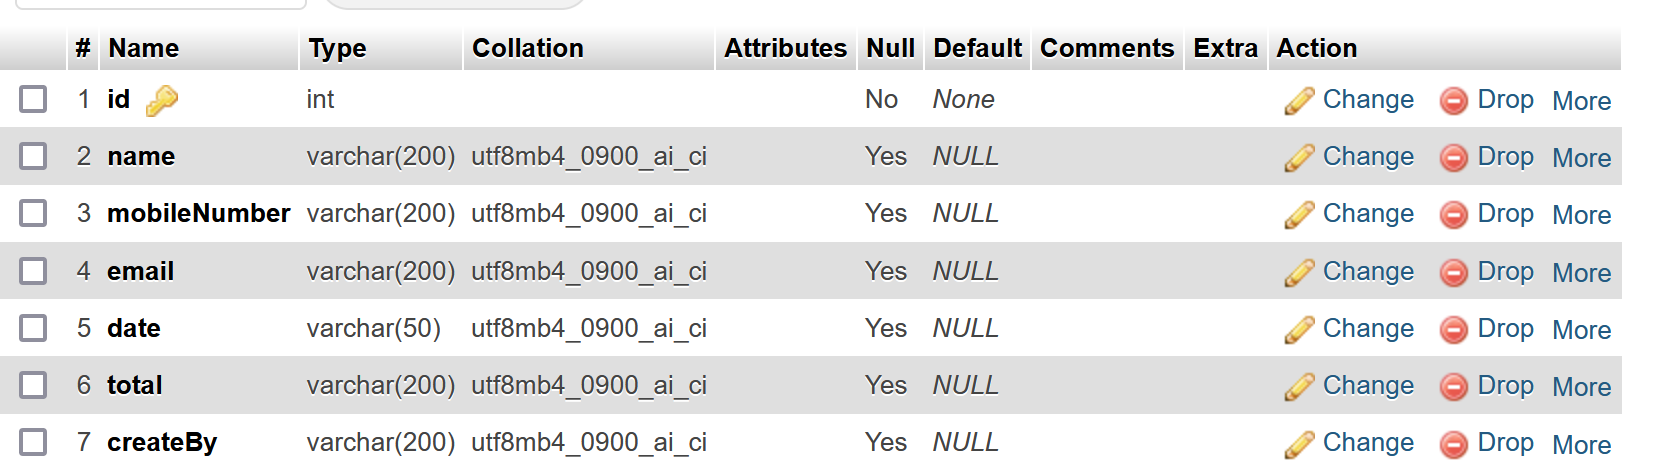 # Name Type Collation Attributes Null Default Comments Extra Action
1 id int No None Change Drop More
2 name varchar(200) utf8mb4_0900_ai_ci Yes NULL Change Drop More
3 mobileNumber varchar(200) utf8mb4_0900_ai_ci Yes NULL Change Drop More
4 email varchar(200) utf8mb4_0900_ai_ci Yes NULL Change Drop More
5 date varchar(50) utf8mb4_0900_ai_ci Yes NULL Change Drop More
6 total varchar(200) utf8mb4_0900_ai_ci Yes NULL Change Drop More
7 createBy varchar(200) utf8mb4_0900_ai_ci Yes NULL Change Drop More